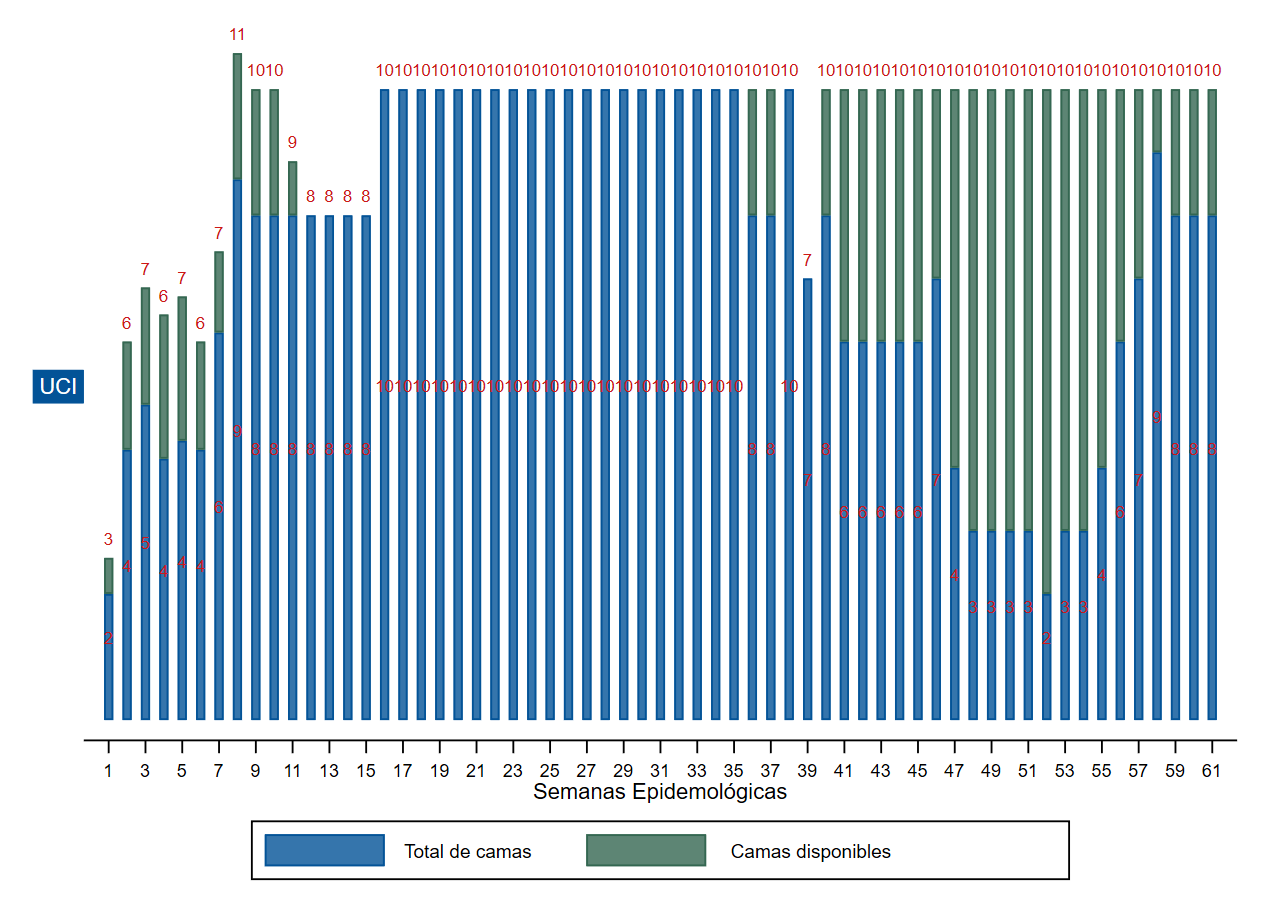 11
1010 1010101010101010101010101010101010101010101010 10101010101010101010101010101010101010101010
9
8 8 8 8
7
7
7
7
6
6 6
UCI 10101010101010101010101010101010101010 10 10
9
9
8 8 8 8 8 8 8 8 8 8 8 8 8
7 7 7
6
6 6 6 6 6 6
3
5
4
4 4
4
4 4
3 3 3 3 3 3
2 2
1 3 5 7 9 11 13 15 17 19 21 23 25 27 29 31 33 35 37 39 41 43 45 47 49 51 53 55 57 59 61
Semanas Epidemológicas
Total de camas Camas disponibles